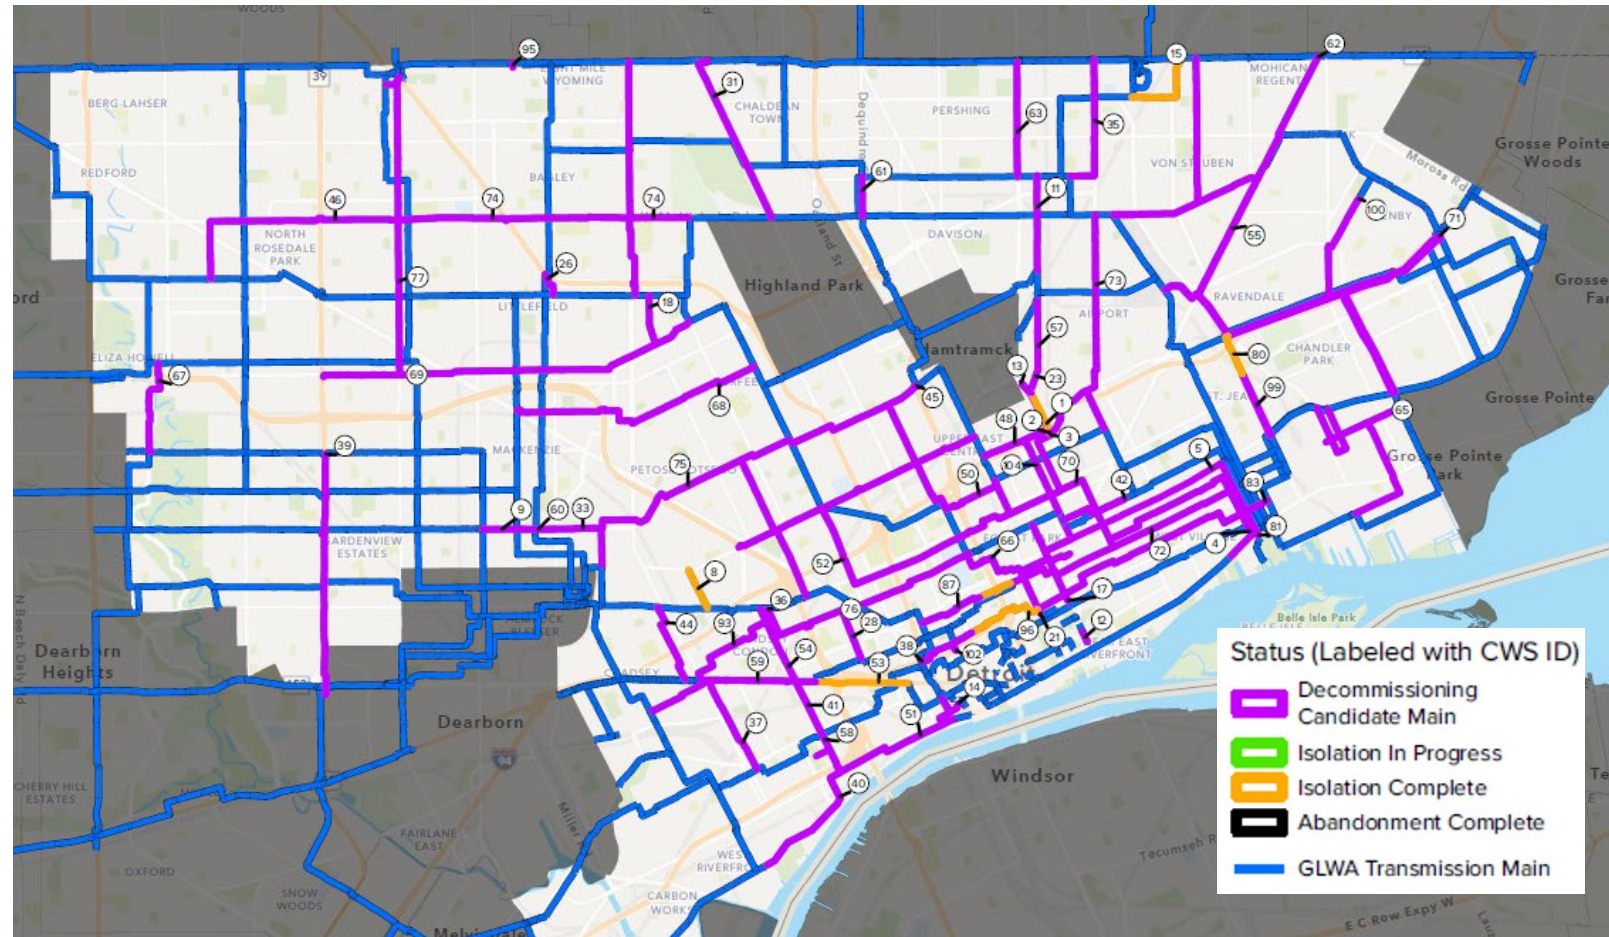 WOODS
95
15
62
39
EIGHT MILE
WYOMING
MOHICAN
REGENT
BERG-LAHSER
31
CHALDEAN
TOWN
63
PERSHING
35
Grosse Pointe
Woods
REDFORD
BAGLEY
61
11
VON STEUBEN
Moross Rd
46
74
74
100
71
NORTH
ROSEDALE
PARK
Oakland St
DAVISON
55
77
26
Highland Park
73
RAVENDALE
18
LITTLEFIELD
57
AIRPORT
ELIZA HOWELL
Hamtramck
CHANDLER
PARK
67
69
13
23
80
68
45
1
99
Grosse Pointe
48
2
3
65
39
MACKENZIE
75
104
70
5
Grosse Pointe
Park
50
42
83
9
60
33
GARDENVIEW
ESTATES
66
81
52
72
4
8
87
17
N Beech Daly Rd
36
76
12
Belle Isle Park
44
93
28
96
21
Dearborn
Heights
54
38
102
59
53
Detroit
14
Dearborn
37
41
51
58
94
Windsor
40
CHERRY HILL
ESTATES
FAIRLANE
EAST
OXFORD
SNOW
WOODS
CARBON
WORKS
E C Row Expy W
Status (Labeled with CWS ID)
Decommissioning
Candidate Main
Isolation In Progress
Isolation Complete
Abandonment Complete
GLWA Transmission Main